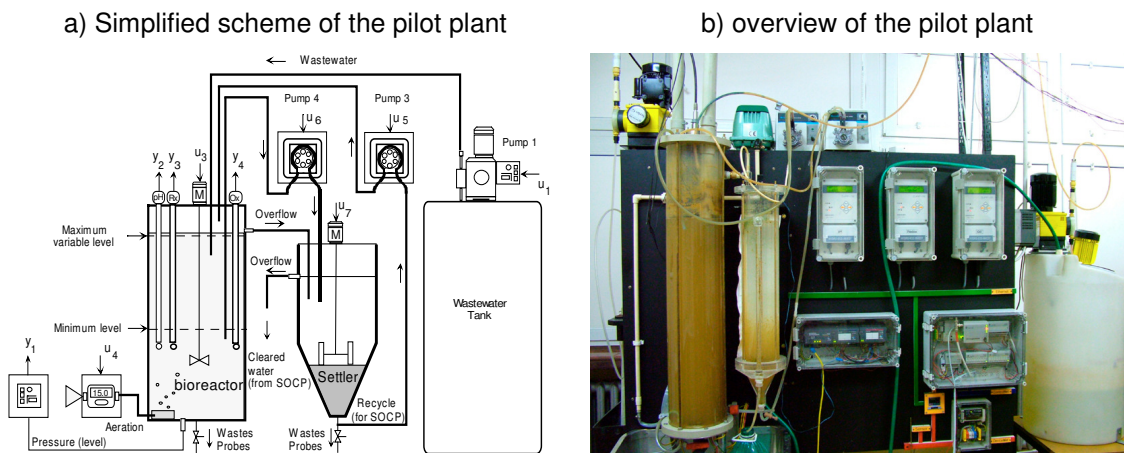 a) Simplified scheme of the pilot plant
b) overview of the pilot plant
Wastewater
Pump 4
Pump 3
u6
u5
Pump 1
u1
y2
y3
u3
y4
pH
Rx
M
Ox
u7
M
Overflow
Maximum
variable level
Overflow
Minimum level
Wastewater
Tank
y1
u4
Cleared
water
(from SOCP)
bioreactor
Settler
15.0
Recycle
(for SOCP)
Aeration
Pressure (level)
Wastes
Probes
Wastes
Probes